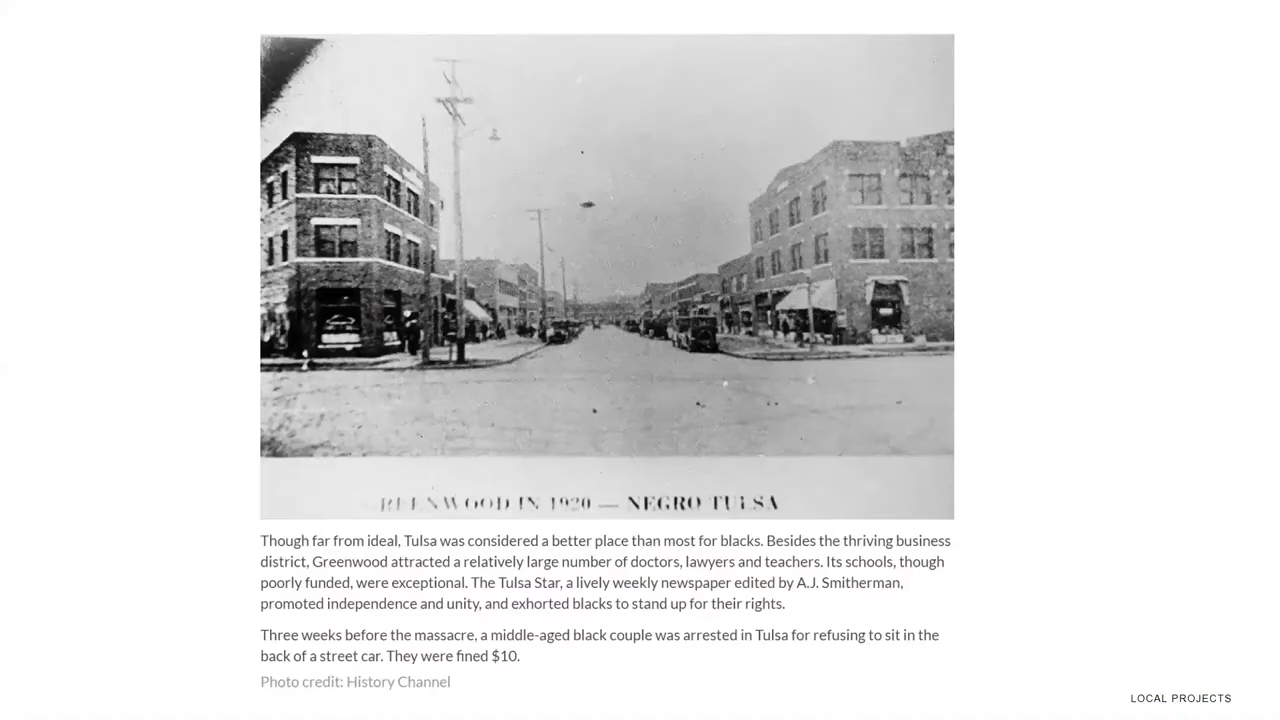 REENWOOD IN 1920 — NEGRO TULSA
Though far from ideal, Tulsa was considered a better place than most for blacks. Besides the thriving business
district, Greenwood attracted a relatively large number of doctors, lawyers and teachers. Its schools, though
poorly funded, were exceptional. The Tulsa Star, a lively weekly newspaper edited by A.J. Smitherman,
promoted independence and unity, and exhorted blacks to stand up for their rights.
Three weeks before the massacre, a middle-aged black couple was arrested in Tulsa for refusing to sit in the
back of a street car. They were fined $10.
Photo credit: History Channel
LOCAL PROJECTS